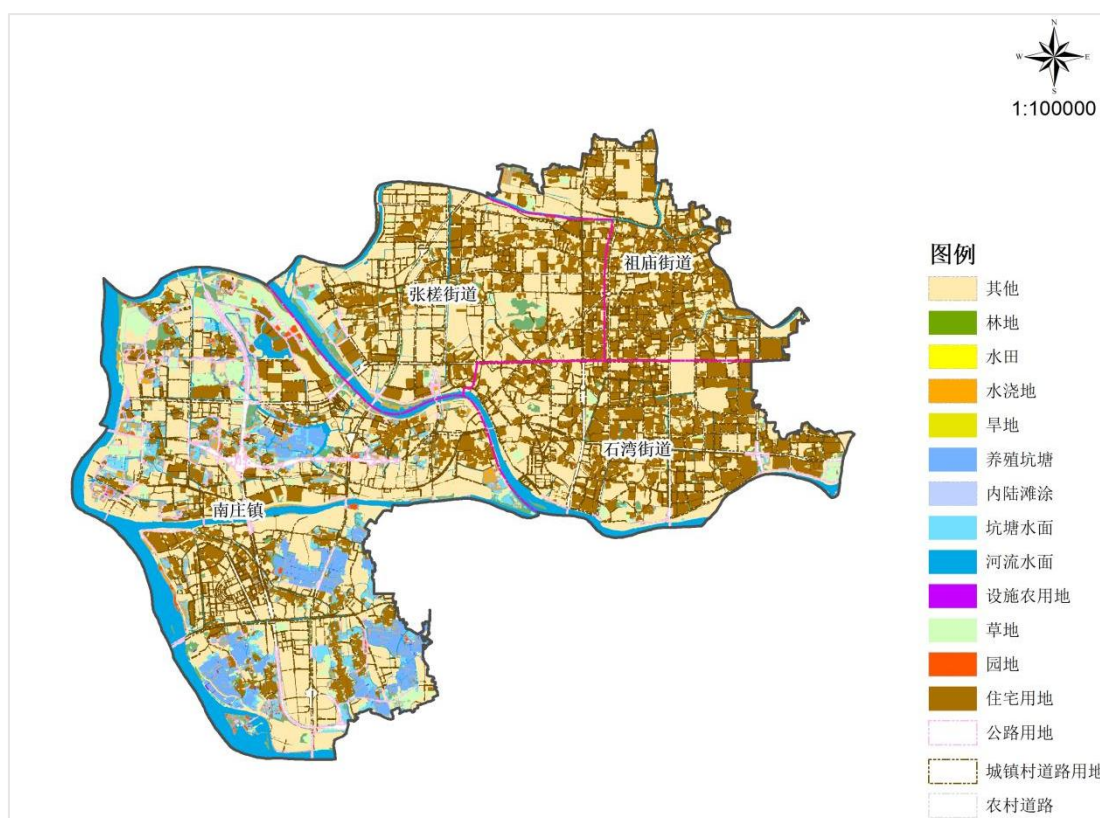 N
W
E
S
1:100000
祖庙街道
张槎街道
石湾街道
南庄镇
图例
其他
林地
水田
水浇地
旱地
养殖坑塘
内陆滩涂
坑塘水面
河流水面
设施农用地
草地
园地
住宅用地
公路用地
城镇村道路用地
农村道路